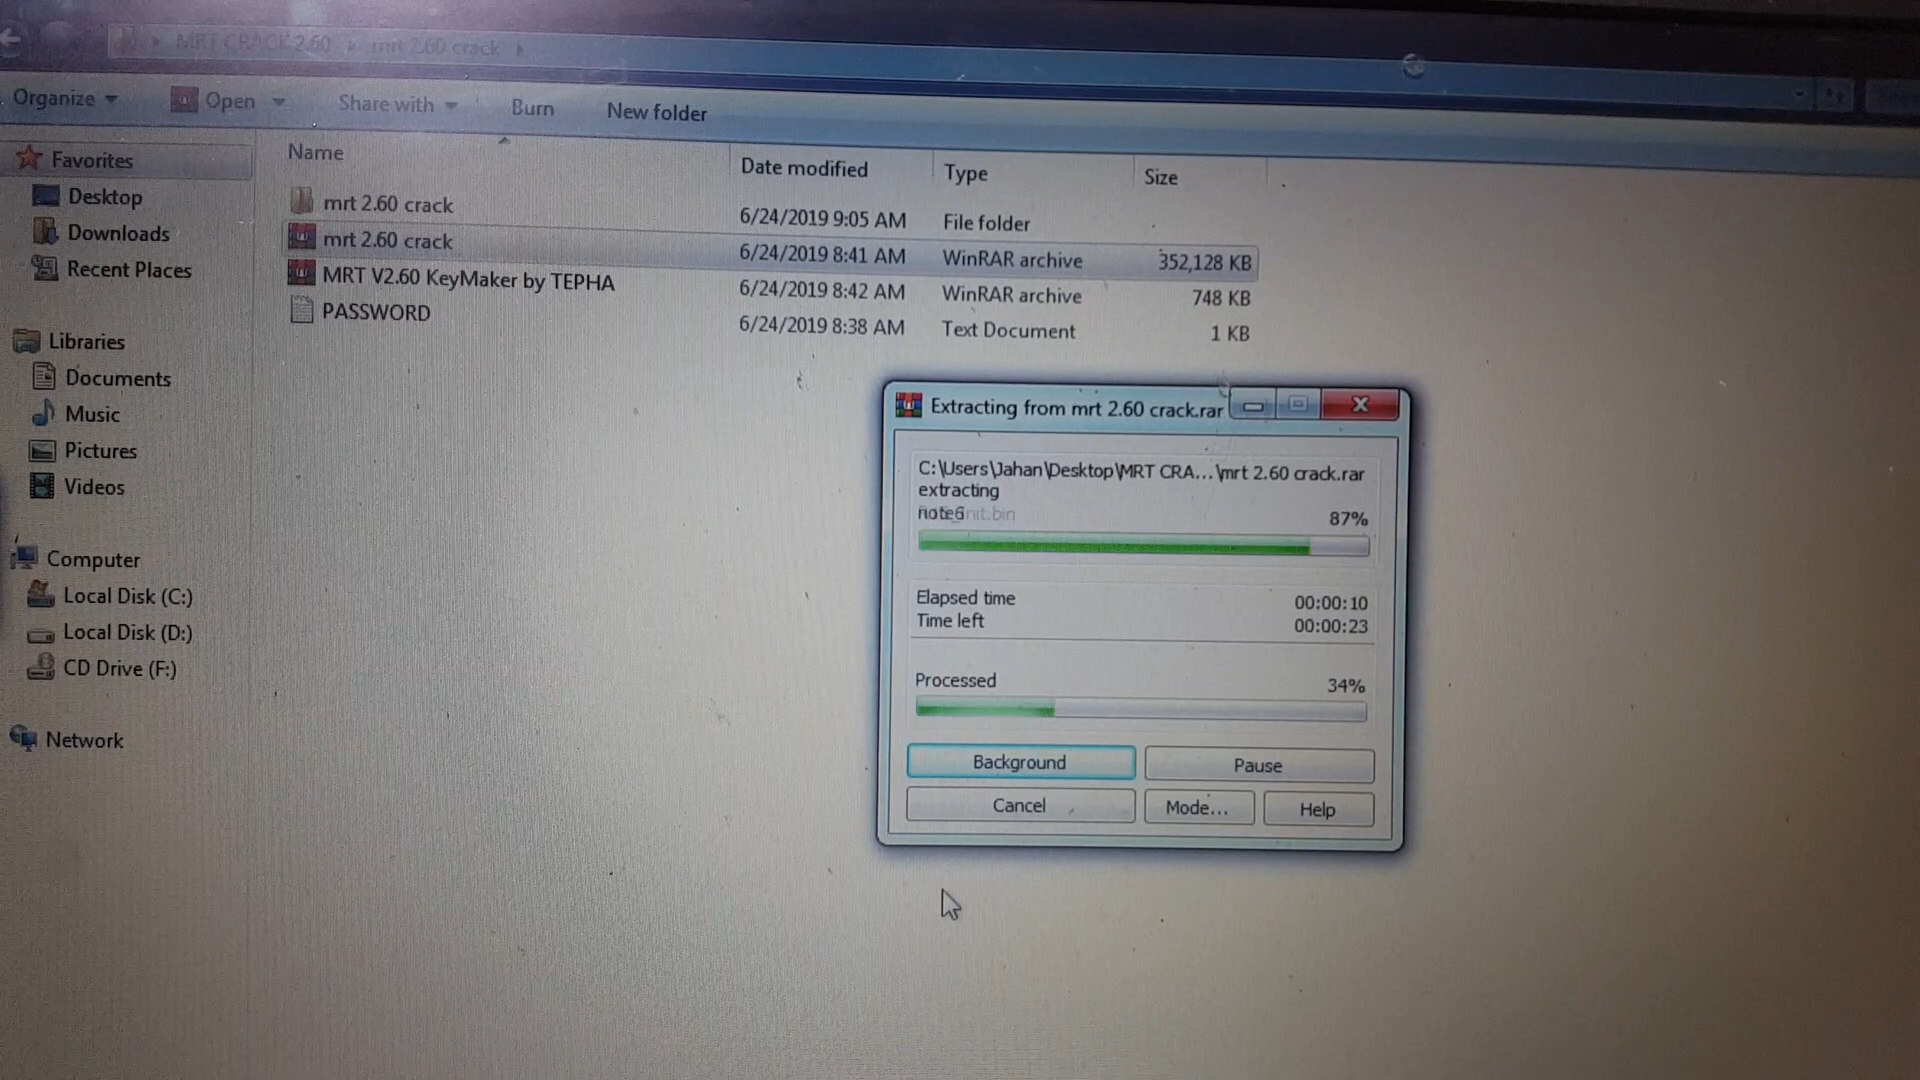 MRT CRACK 2.60 mrt 2.60 crack
Organize Open Share with Burn New folder
Name Date modified Type Size
Favorites
Desktop
Downloads
Recent Places
Libraries
Documents
Music
Pictures
Videos
Computer
Local Disk (C:)
Local Disk (D:)
CD Drive (F:)
Network
mrt 2.60 crack 6/24/2019 9:05 AM File folder
mrt 2.60 crack 6/24/2019 8:41 AM WinRAR archive 352,128 KB
MRT V2.60 KeyMaker by TEPHA 6/24/2019 8:42 AM WinRAR archive 748 KB
PASSWORD 6/24/2019 8:38 AM Text Document 1 KB
Extracting from mrt 2.60 crack.rar
C:\Users\Jahan\Desktop\MRT CRA...\mrt 2.60 crack.rar
extracting
note6 87%
Elapsed time 00:00:10
Time left 00:00:23
Processed 34%
Background Pause
Cancel Mode... Help